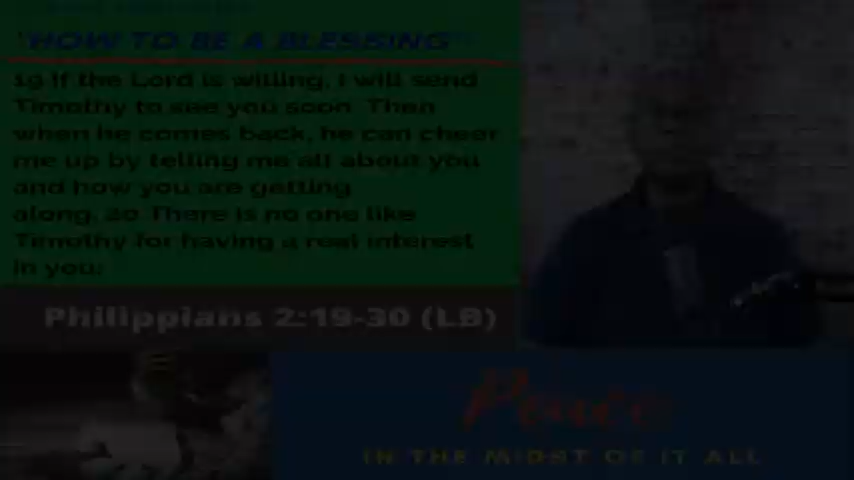 "HOW TO BE A BLESSING"
19 If the Lord is willing, I will send
Timothy to see you soon. Then
when he comes back, he can cheer
me up by telling me all about you
and how you are getting
along. 20 There is no one like
Timothy for having a real interest
in you;
Philippians 2:19-30 (LB)
Peace
IN THE MIDST OF IT ALL